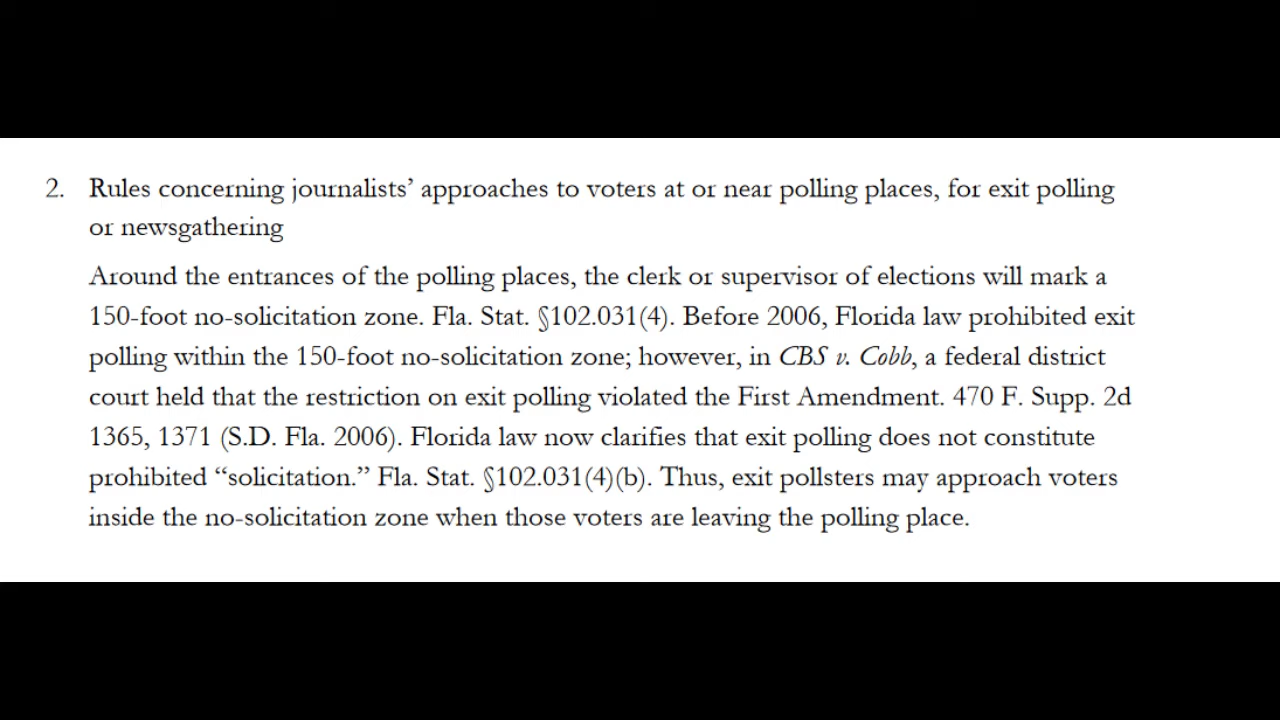 2. Rules concerning journalists’ approaches to voters at or near polling places, for exit polling
or newsgathering
Around the entrances of the polling places, the clerk or supervisor of elections will mark a
150-foot no-solicitation zone. Fla. Stat. §102.031(4). Before 2006, Florida law prohibited exit
polling within the 150-foot no-solicitation zone; however, in CBS v. Cobb, a federal district
court held that the restriction on exit polling violated the First Amendment. 470 F. Supp. 2d
1365, 1371 (S.D. Fla. 2006). Florida law now clarifies that exit polling does not constitute
prohibited “solicitation.” Fla. Stat. §102.031(4)(b). Thus, exit pollsters may approach voters
inside the no-solicitation zone when those voters are leaving the polling place.